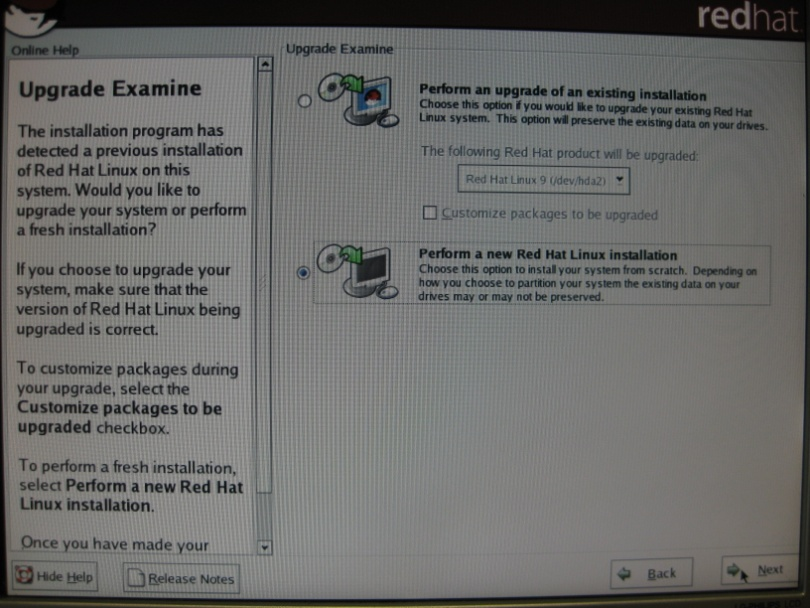 redhat
Online Help
Upgrade Examine
The installation program has
detected a previous installation
of Red Hat Linux on this
system. Would you like to
upgrade your system or perform
a fresh installation?
If you choose to upgrade your
system, make sure that the
version of Red Hat Linux being
upgraded is correct.
To customize packages during
your upgrade, select the
Customize packages to be
upgraded checkbox.
To perform a fresh installation,
select Perform a new Red Hat
Linux installation.
Once you have made your
Upgrade Examine
Perform an upgrade of an existing installation
Choose this option if you would like to upgrade your existing Red Hat
Linux system. This option will preserve the existing data on your drives.
The following Red Hat product will be upgraded:
Red Hat Linux 9 (/dev/hda2)
Customize packages to be upgraded
Perform a new Red Hat Linux installation
Choose this option to install your system from scratch. Depending on
how you choose to partition your system the existing data on your
drives may or may not be preserved.
Hide Help
Release Notes
Back
Next